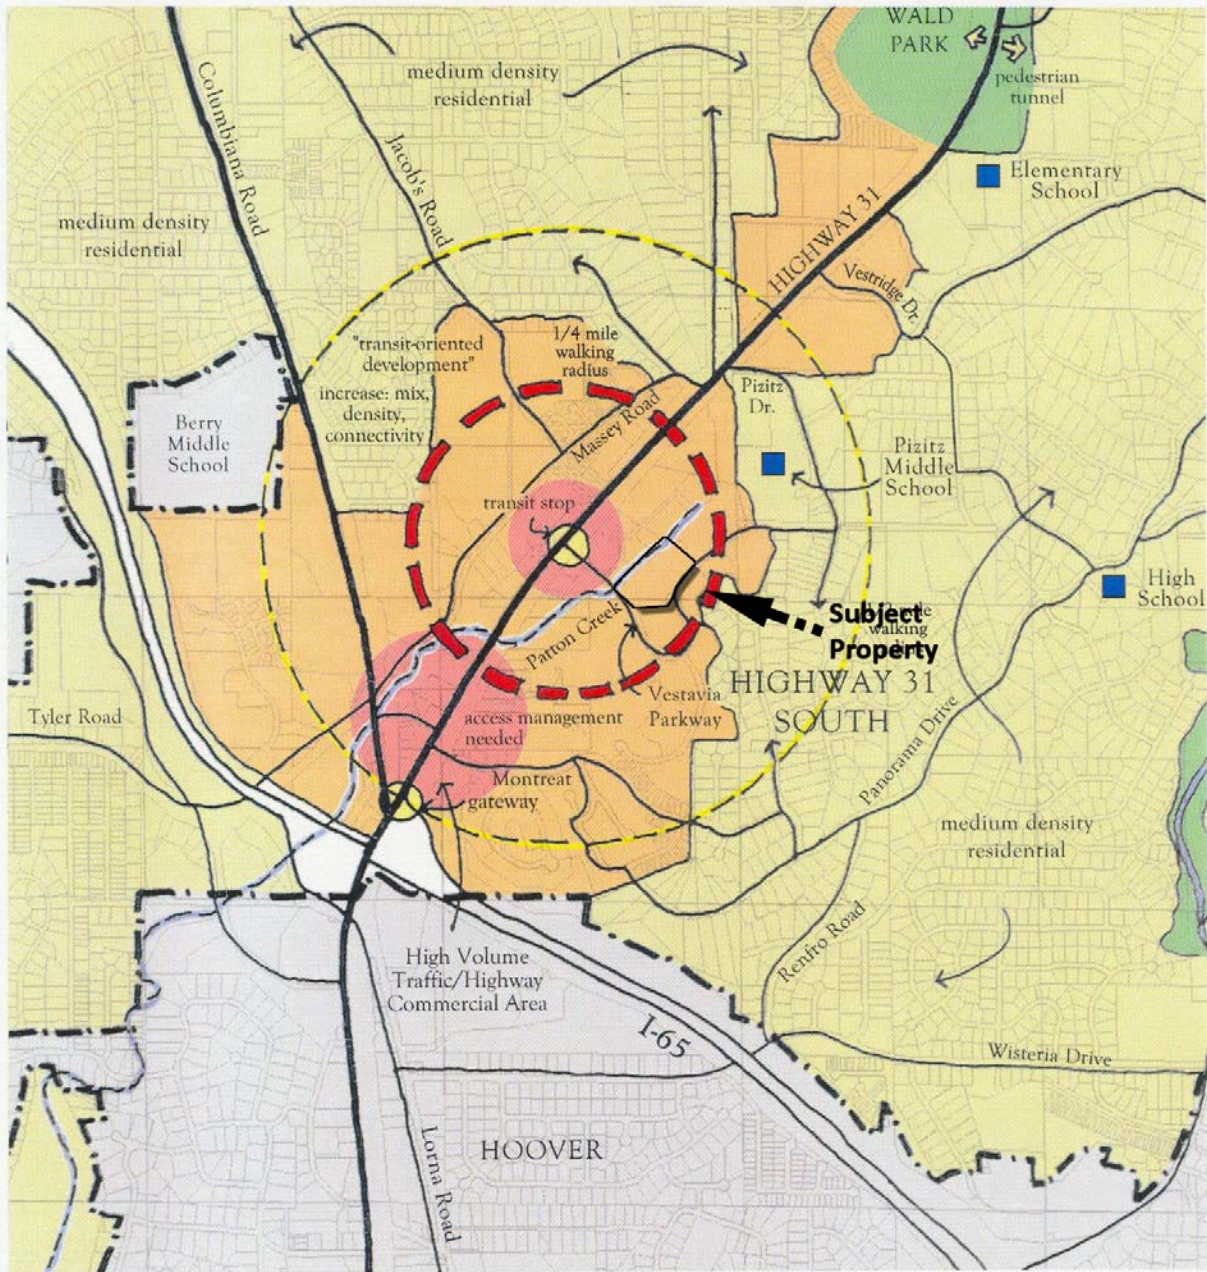 WALD
PARK
pedestrian
tunnel
medium density
residential
Columbiana Road
Jacob's Road
Elementary
School
medium density
residential
HIGHWAY 31
Vestridge Dr.
"transit-oriented
development"
increase: mix,
density,
connectivity
1/4 mile
walking
radius
Pizitz
Dr.
Berry
Middle
School
Massey Road
Pizitz
Middle
School
transit stop
High
School
Patton Creek
Subject
Property
mile
walking
Vestavia
Parkway
HIGHWAY 31
SOUTH
Tyler Road
access management
needed
Panorama Drive
Montreat
gateway
medium density
residential
Renfro Road
High Volume
Traffic/Highway
Commercial Area
I-65
Wisteria Drive
Lorna Road
HOOVER